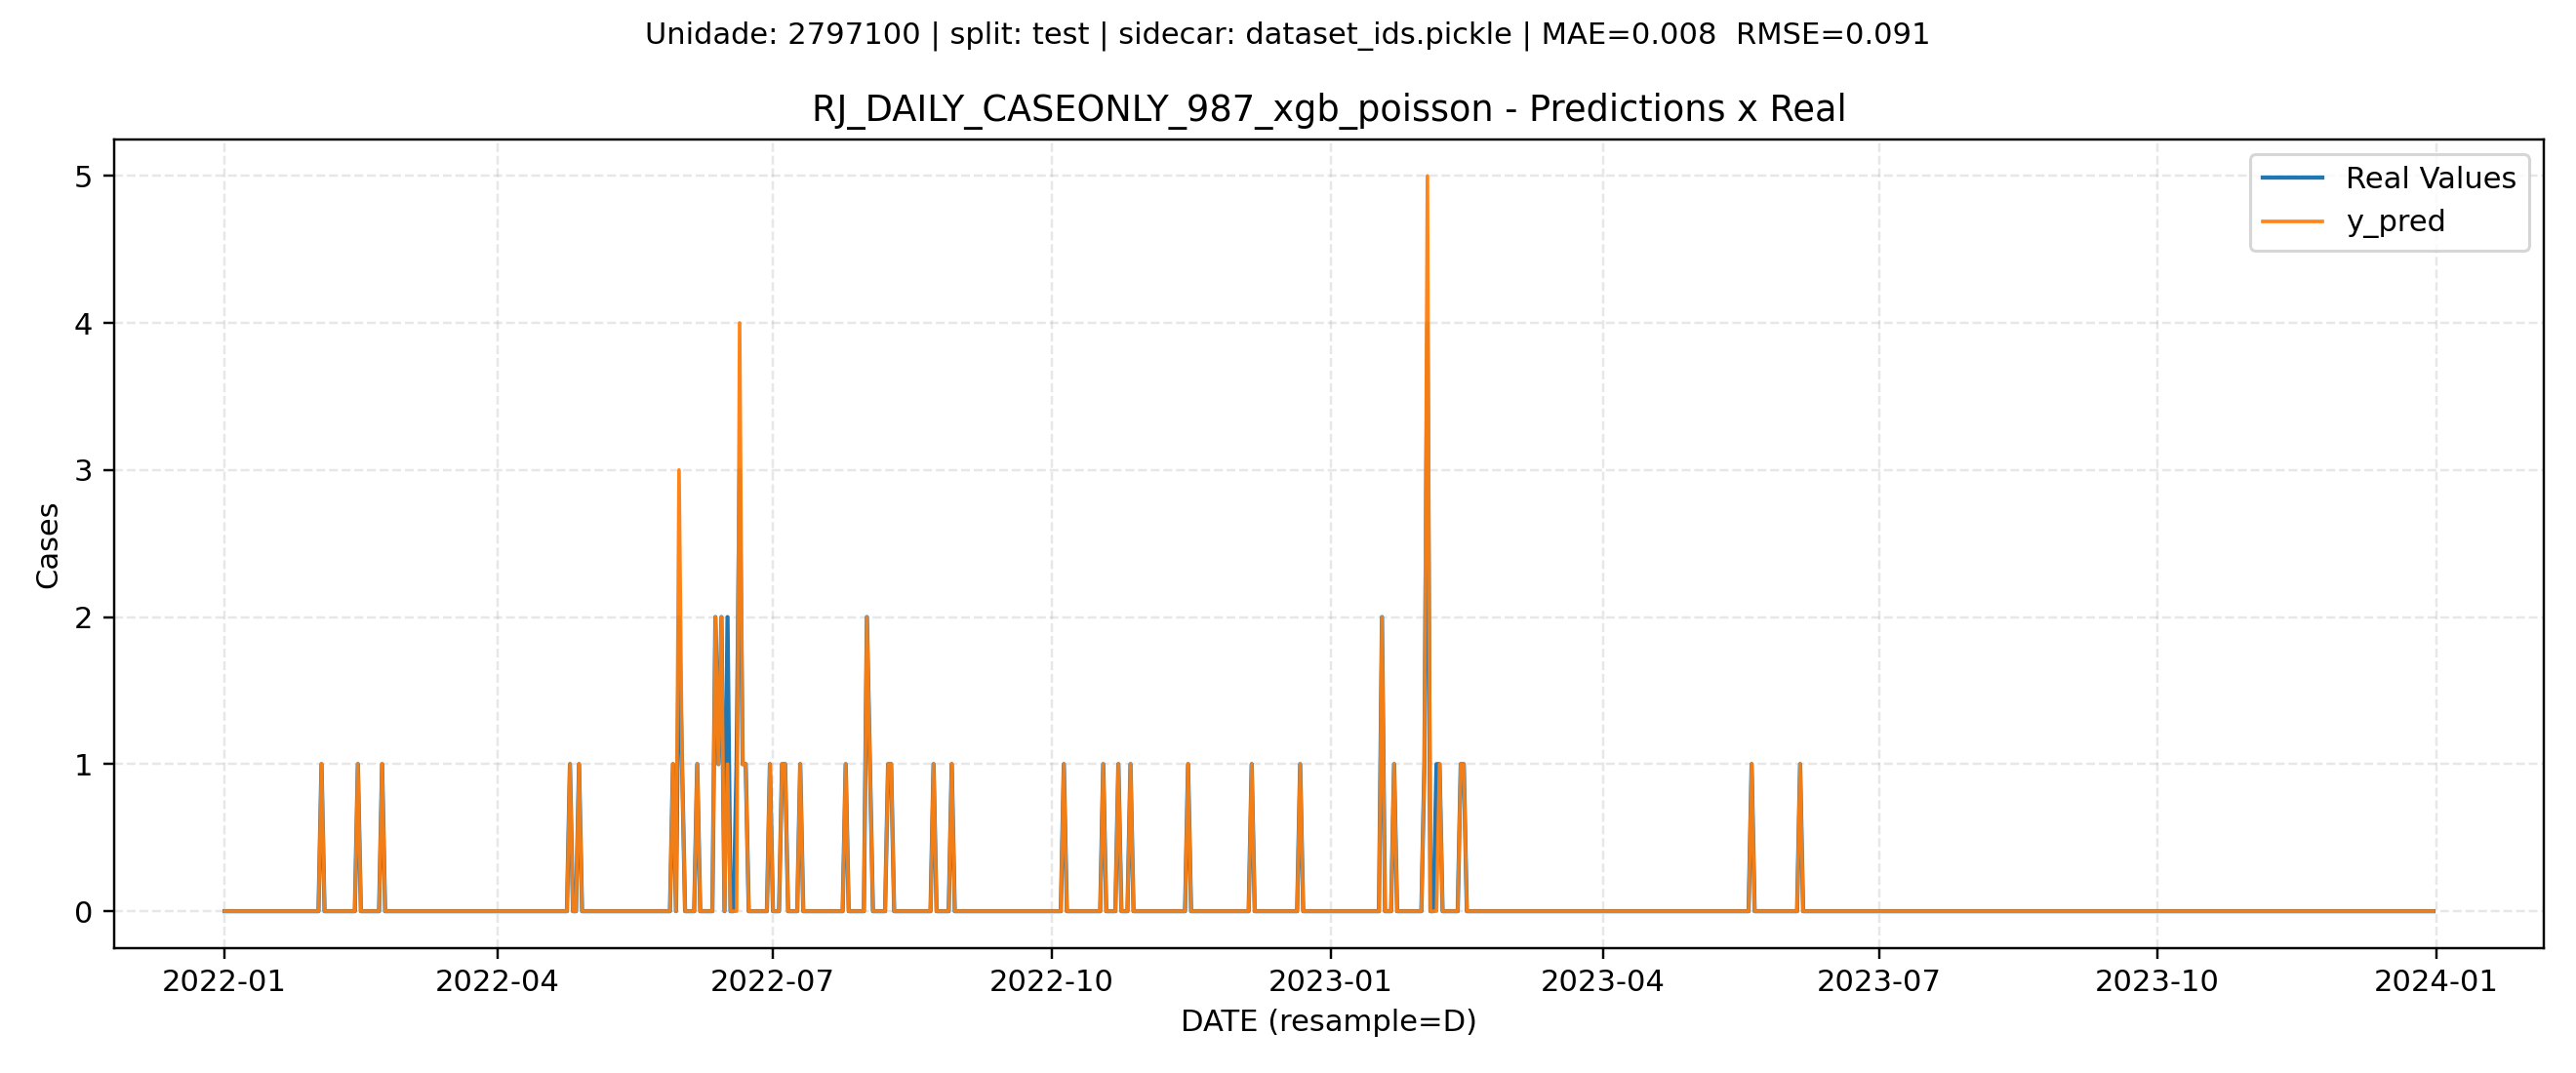 Unidade: 2797100 | split: test | sidecar: dataset_ids.pickle | MAE=0.008  RMSE=0.091
RJ_DAILY_CASEONLY_987_xgb_poisson - Predictions x Real
Real Values
y_pred
5
4
3
2
1
0
Cases
2022-01
2022-04
2022-07
2022-10
2023-01
2023-04
2023-07
2023-10
2024-01
DATE (resample=D)